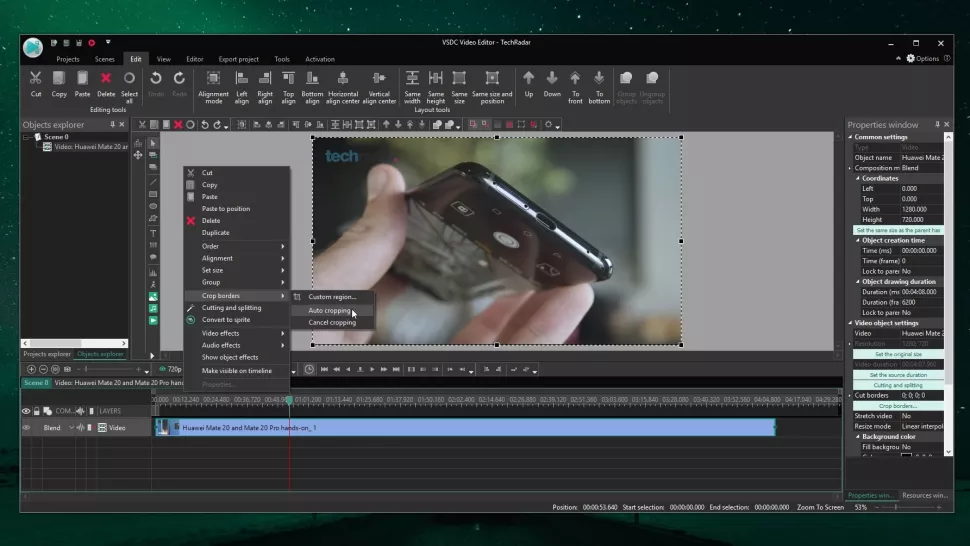 VSDC Video Editor - TechRadar
Projects Scenes Edit View Editor Export project Tools Activation
Options
Cut Copy Paste Delete Select all Undo Redo
Alignment mode Left align Right align Top align Bottom align Horizontal align center Vertical align center
Same width Same height Same size Same size and position Up Down To front To bottom Group objects Ungroup objects
Editing tools Layout tools
Objects explorer
Scene 0
Video: Huawei Mate 20 ar
Projects explorer Objects explorer
tech
Cut
Copy
Paste
Paste to position
Delete
Duplicate
Order
Alignment
Set size
Group
Crop borders
Cutting and splitting
Convert to sprite
Video effects
Audio effects
Show object effects
Make visible on timeline
Properties...
Custom region...
Auto cropping
Cancel cropping
Properties window
Common settings
Type Video
Object name Huawei Mate 2
Composition m Blend
Coordinates
Left 0.000
Top 0.000
Width 1280.000
Height 720.000
Set the same size as the parent has
Object creation time
Time (ms) 00:00:00.000
Time (frame) 0
Lock to parer No
Object drawing duration
Duration (ms 00:04:08.000
Duration (fra 6200
Lock to parer No
Video object settings
Video Huawei Mate
Resolution 1280; 720
Set the original size
Set the source duration
Cutting and splitting
Cut borders 0; 0; 0; 0
Crop borders...
Stretch video No
Resize mode Linear interpol
Background color
Fill backgrou No
Properties win... Resources win...
720p
Scene 0 Video: Huawei Mate 20 and Mate 20 Pro hands
COM... LAYERS
Blend Video
Huawei Mate 20 and Mate 20 Pro hands-on_ 1
Position: 00:00:53.640 Start selection: 00:00:00.000 End selection: 00:00:00.000 Zoom To Screen 53%